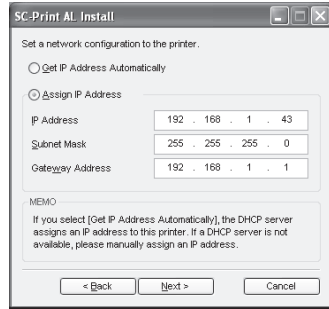 SC-Print AL Install
Set a network configuration to the printer.
Get IP Address Automatically
Assign IP Address
IP Address 192 . 168 . 1 . 43
Subnet Mask 255 . 255 . 255 . 0
Gateway Address 192 . 168 . 1 . 1
MEMO
If you select [Get IP Address Automatically], the DHCP server
assigns an IP address to this printer. If a DHCP server is not
available, please manually assign an IP address.
< Back Next > Cancel